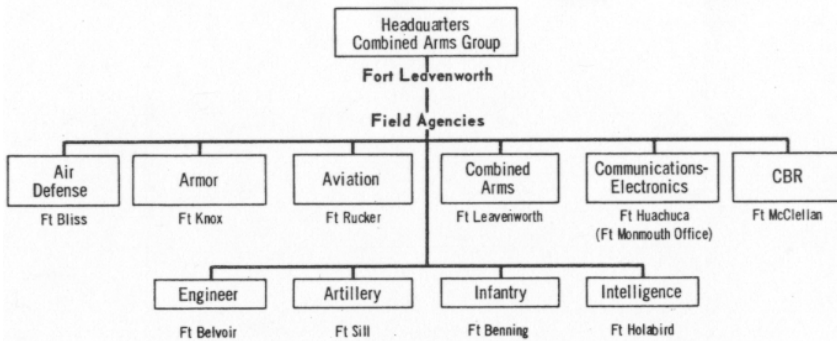 Headquarters
Combined Arms Group
Fort Leavenworth
Field Agencies
Air
Defense
Ft Bliss
Armor
Ft Knox
Aviation
Ft Rucker
Combined
Arms
Ft Leavenworth
Communications-
Electronics
Ft Huachuca
(Ft Monmouth Office)
CBR
Ft McClellan
Engineer
Ft Belvoir
Artillery
Ft Sill
Infantry
Ft Benning
Intelligence
Ft Holabird